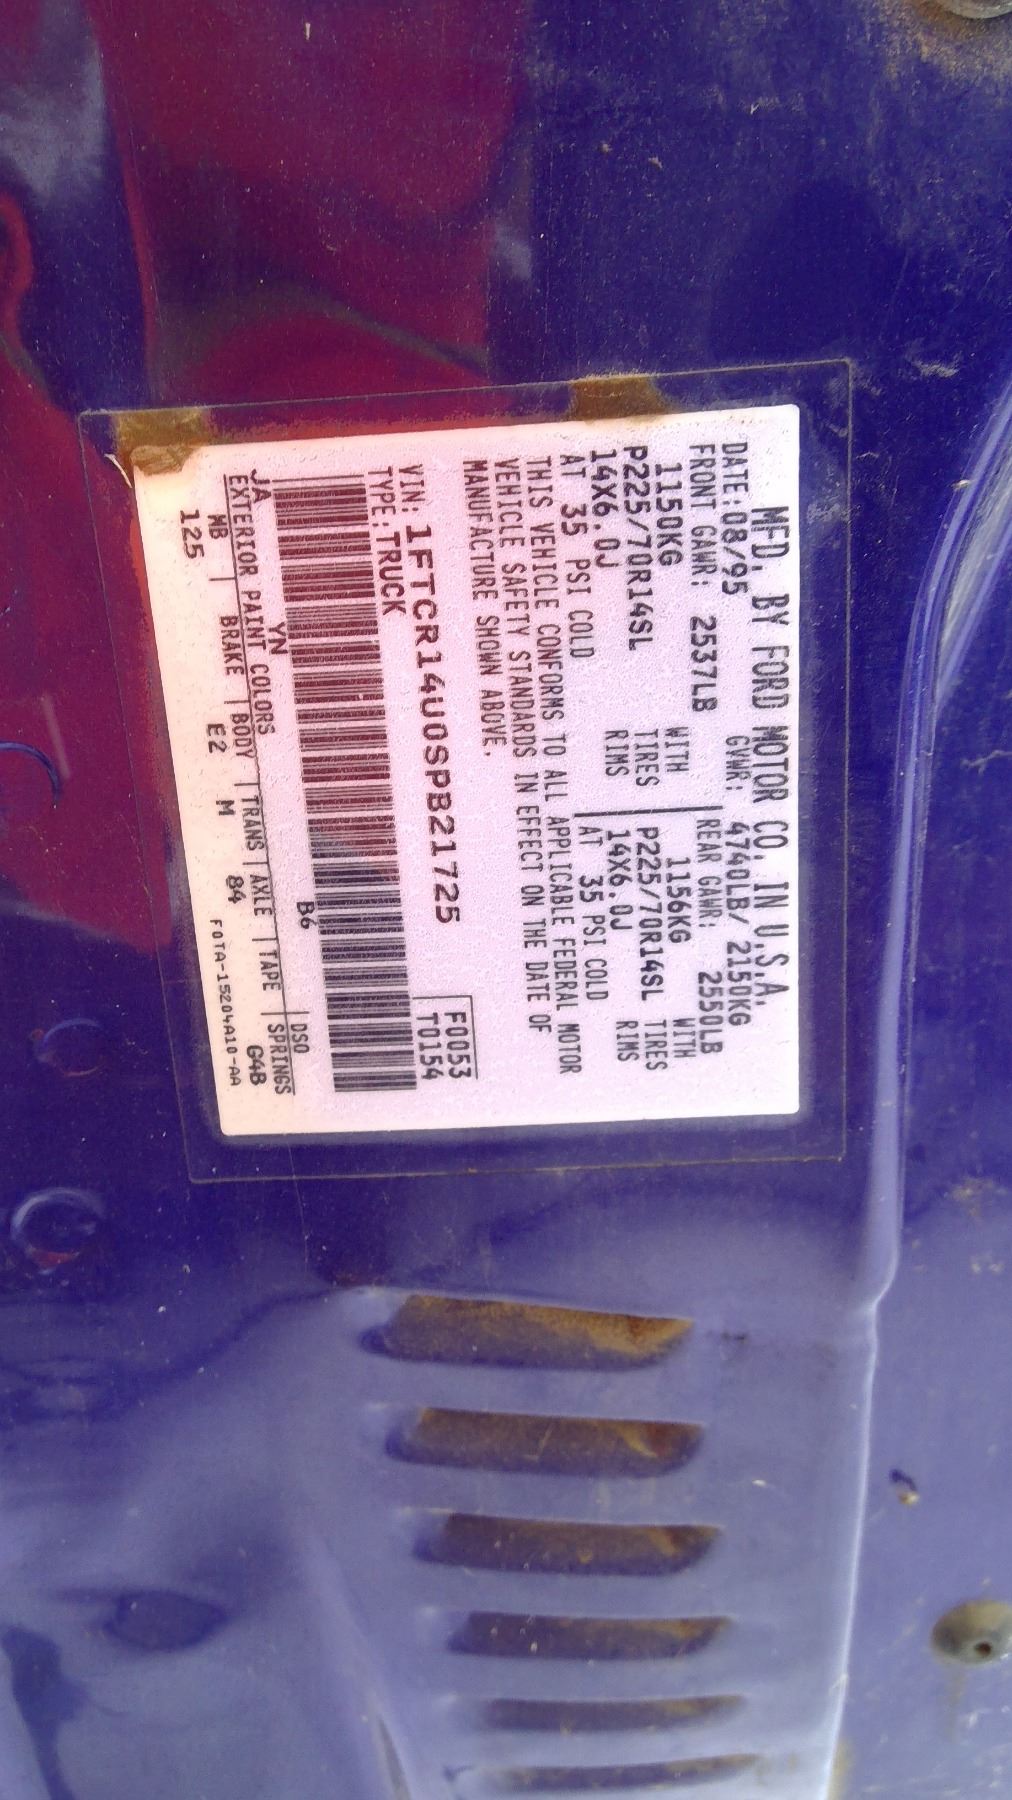 MFD. BY FORD MOTOR CO. IN U.S.A.
DATE: 08/95 GVWR: 4740LB/ 2150KG
FRONT GAWR: 2537LB REAR GAWR: 2550LB
1150KG WITH 1156KG WITH
P225/70R14SL TIRES P225/70R14SL TIRES
14X6.0J RIMS 14X6.0J RIMS
AT 35 PSI COLD AT 35 PSI COLD
THIS VEHICLE CONFORMS TO ALL APPLICABLE FEDERAL MOTOR
VEHICLE SAFETY STANDARDS IN EFFECT ON THE DATE OF
MANUFACTURE SHOWN ABOVE.
VIN: 1FTCR14U0SPB21725 F0053
TYPE: TRUCK T0154
JA YN B6
EXTERIOR PAINT COLORS DSO
MB BRAKE BODY TRANS AXLE TAPE SPRINGS
125 E2 M 84 G4B
F0TA-15204A10-AA